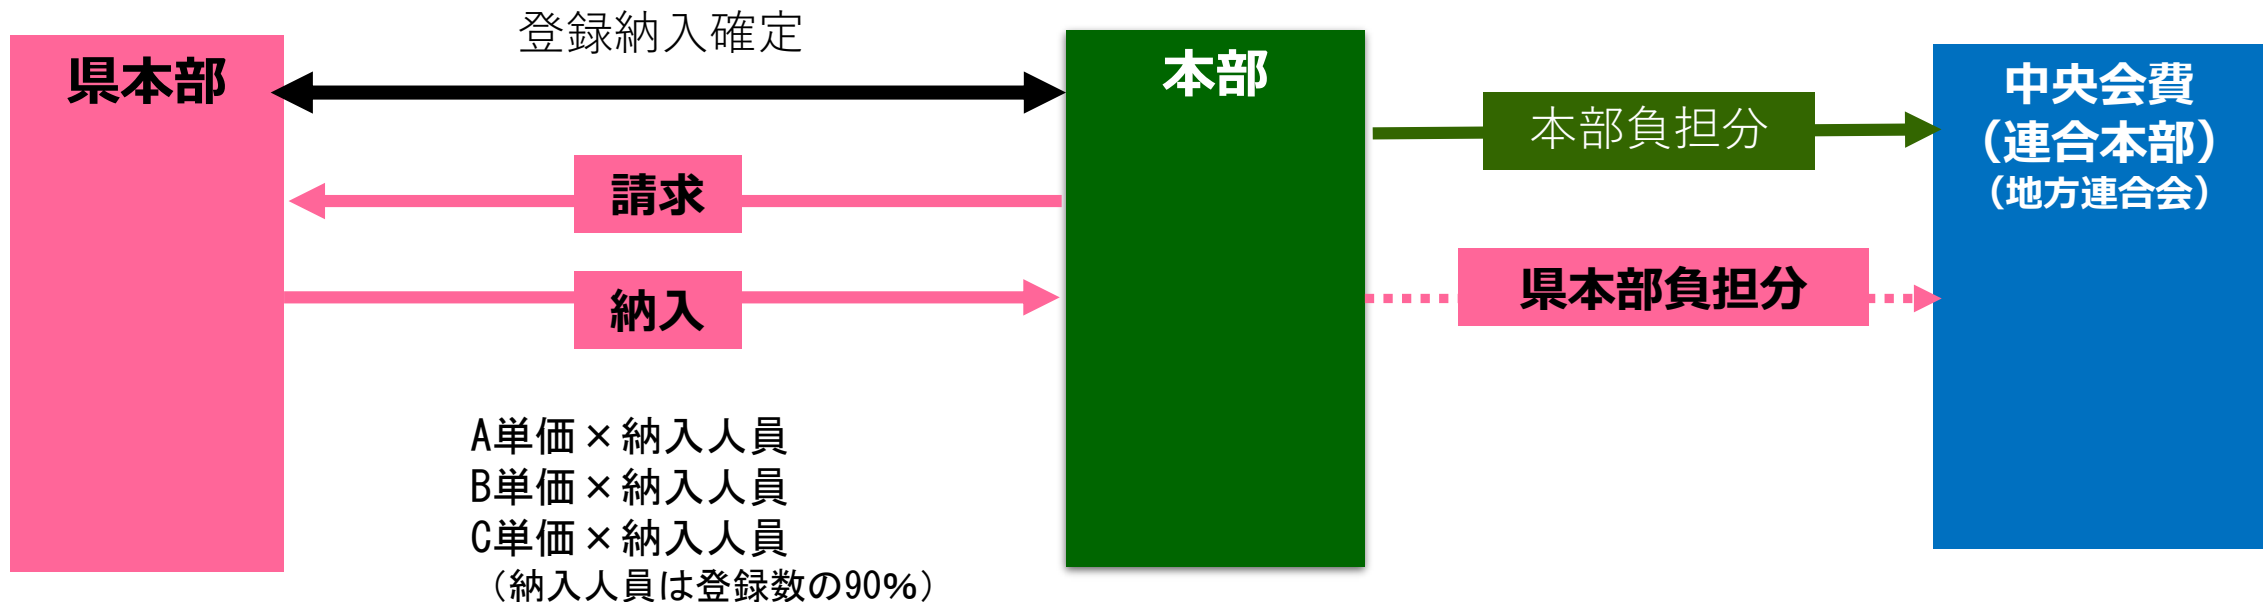 登録納入確定
県本部
本部
中央会費
（連合本部）
（地方連合会）
本部負担分
請求
県本部負担分
納入
A単価×納入人員
B単価×納入人員
C単価×納入人員
（納入人員は登録数の90%）